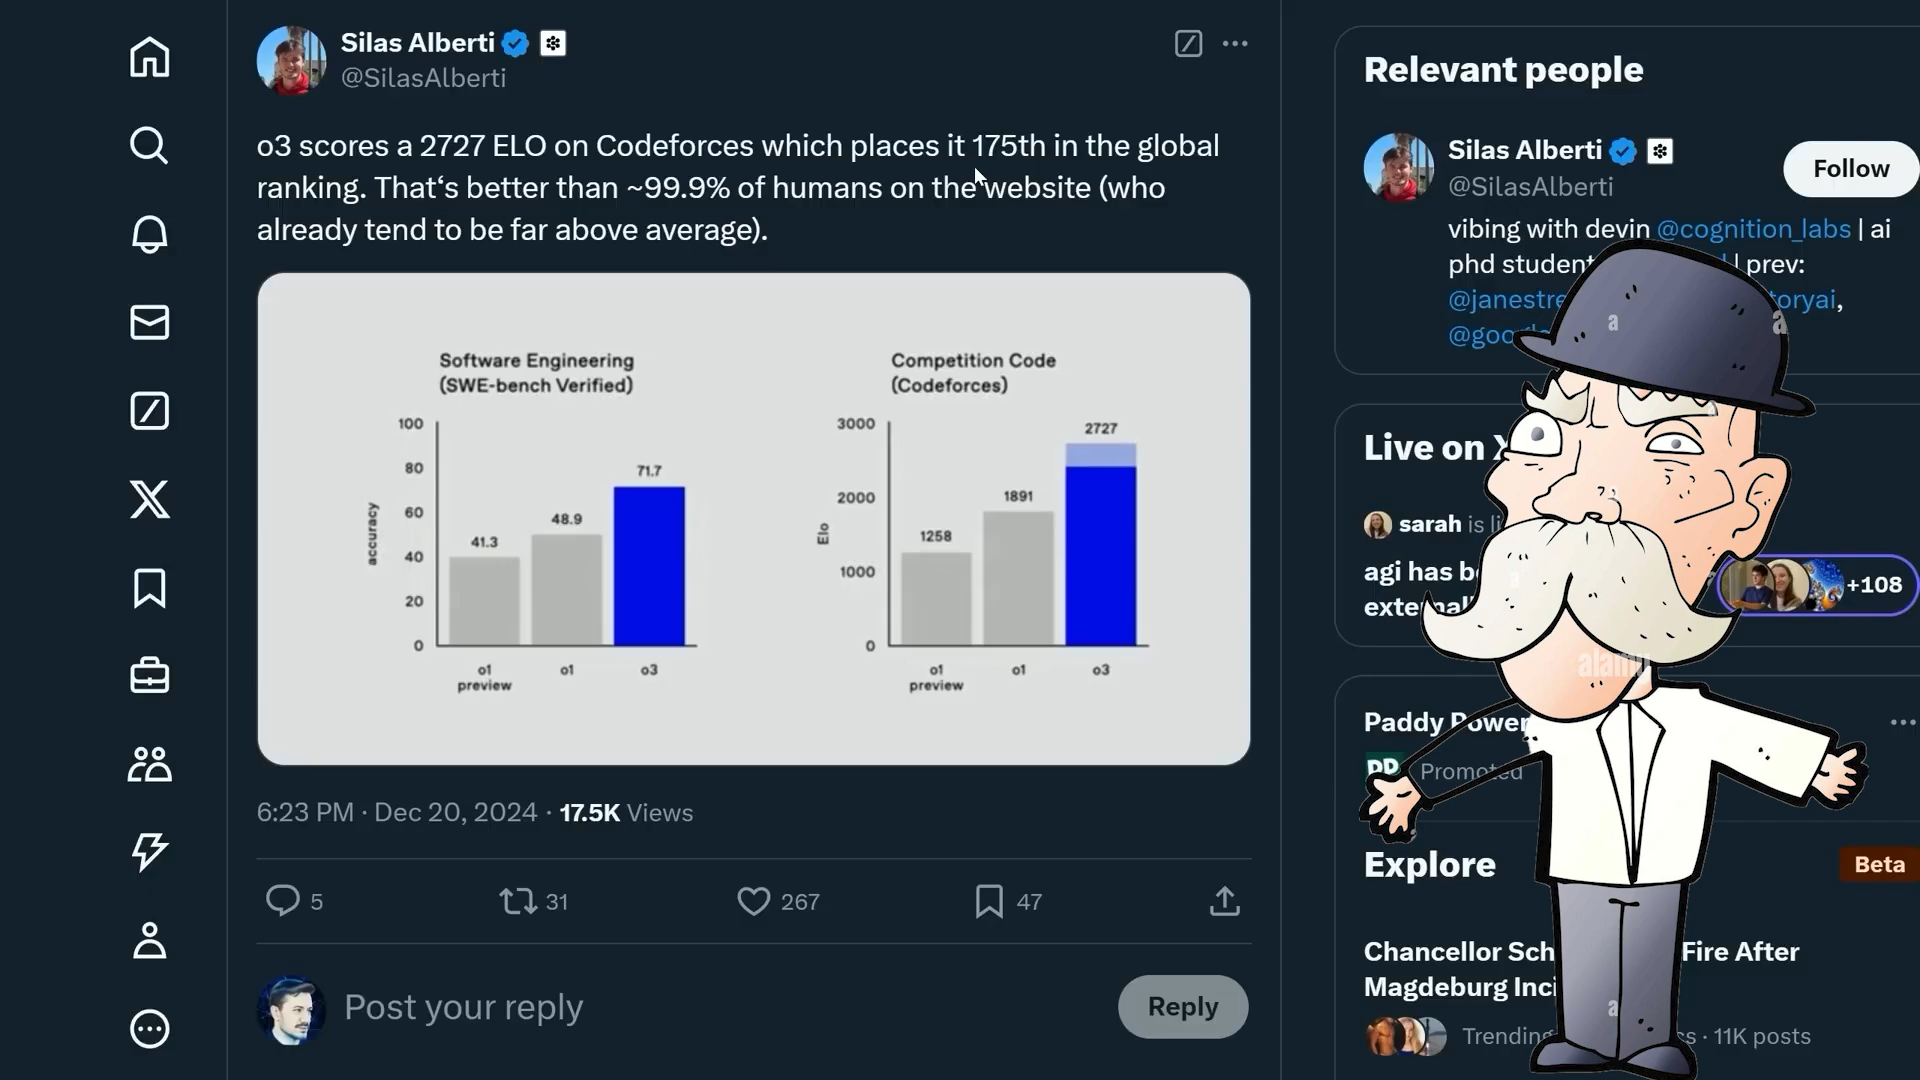 Silas Alberti
@SilasAlberti
o3 scores a 2727 ELO on Codeforces which places it 175th in the global
ranking. That‘s better than ~99.9% of humans on the website (who
already tend to be far above average).
Software Engineering
(SWE-bench Verified)
100
80
60
40
20
0
accuracy
41.3
48.9
71.7
o1
preview
o1
o3
Competition Code
(Codeforces)
3000
2000
1000
0
Elo
1258
1891
2727
o1
preview
o1
o3
6:23 PM · Dec 20, 2024 · 17.5K Views
5
31
267
47
Post your reply
Reply
Relevant people
Silas Alberti
@SilasAlberti
Follow
vibing with devin @cognition_labs | ai
phd student | prev:
,
Live on X
sarah is
agi has
+108
Paddy Power
Promoted
Explore
Beta
Chancellor Fire After
Magdeburg
Trending · 11K posts
a
a
alamy
a